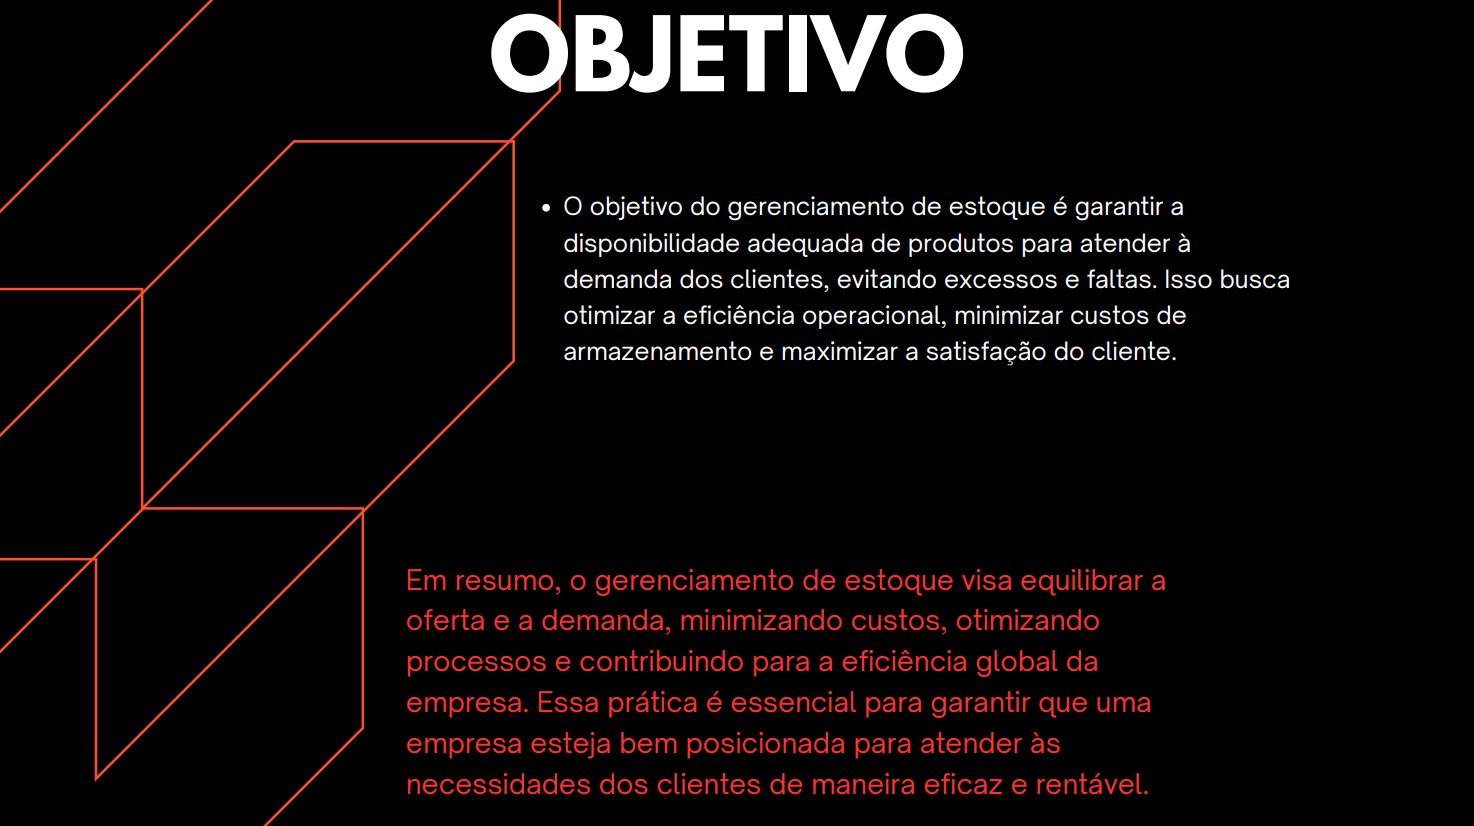 OBJETIVO
• O objetivo do gerenciamento de estoque é garantir a
disponibilidade adequada de produtos para atender à
demanda dos clientes, evitando excessos e faltas. Isso busca
otimizar a eficiência operacional, minimizar custos de
armazenamento e maximizar a satisfação do cliente.
Em resumo, o gerenciamento de estoque visa equilibrar a
oferta e a demanda, minimizando custos, otimizando
processos e contribuindo para a eficiência global da
empresa. Essa prática é essencial para garantir que uma
empresa esteja bem posicionada para atender às
necessidades dos clientes de maneira eficaz e rentável.